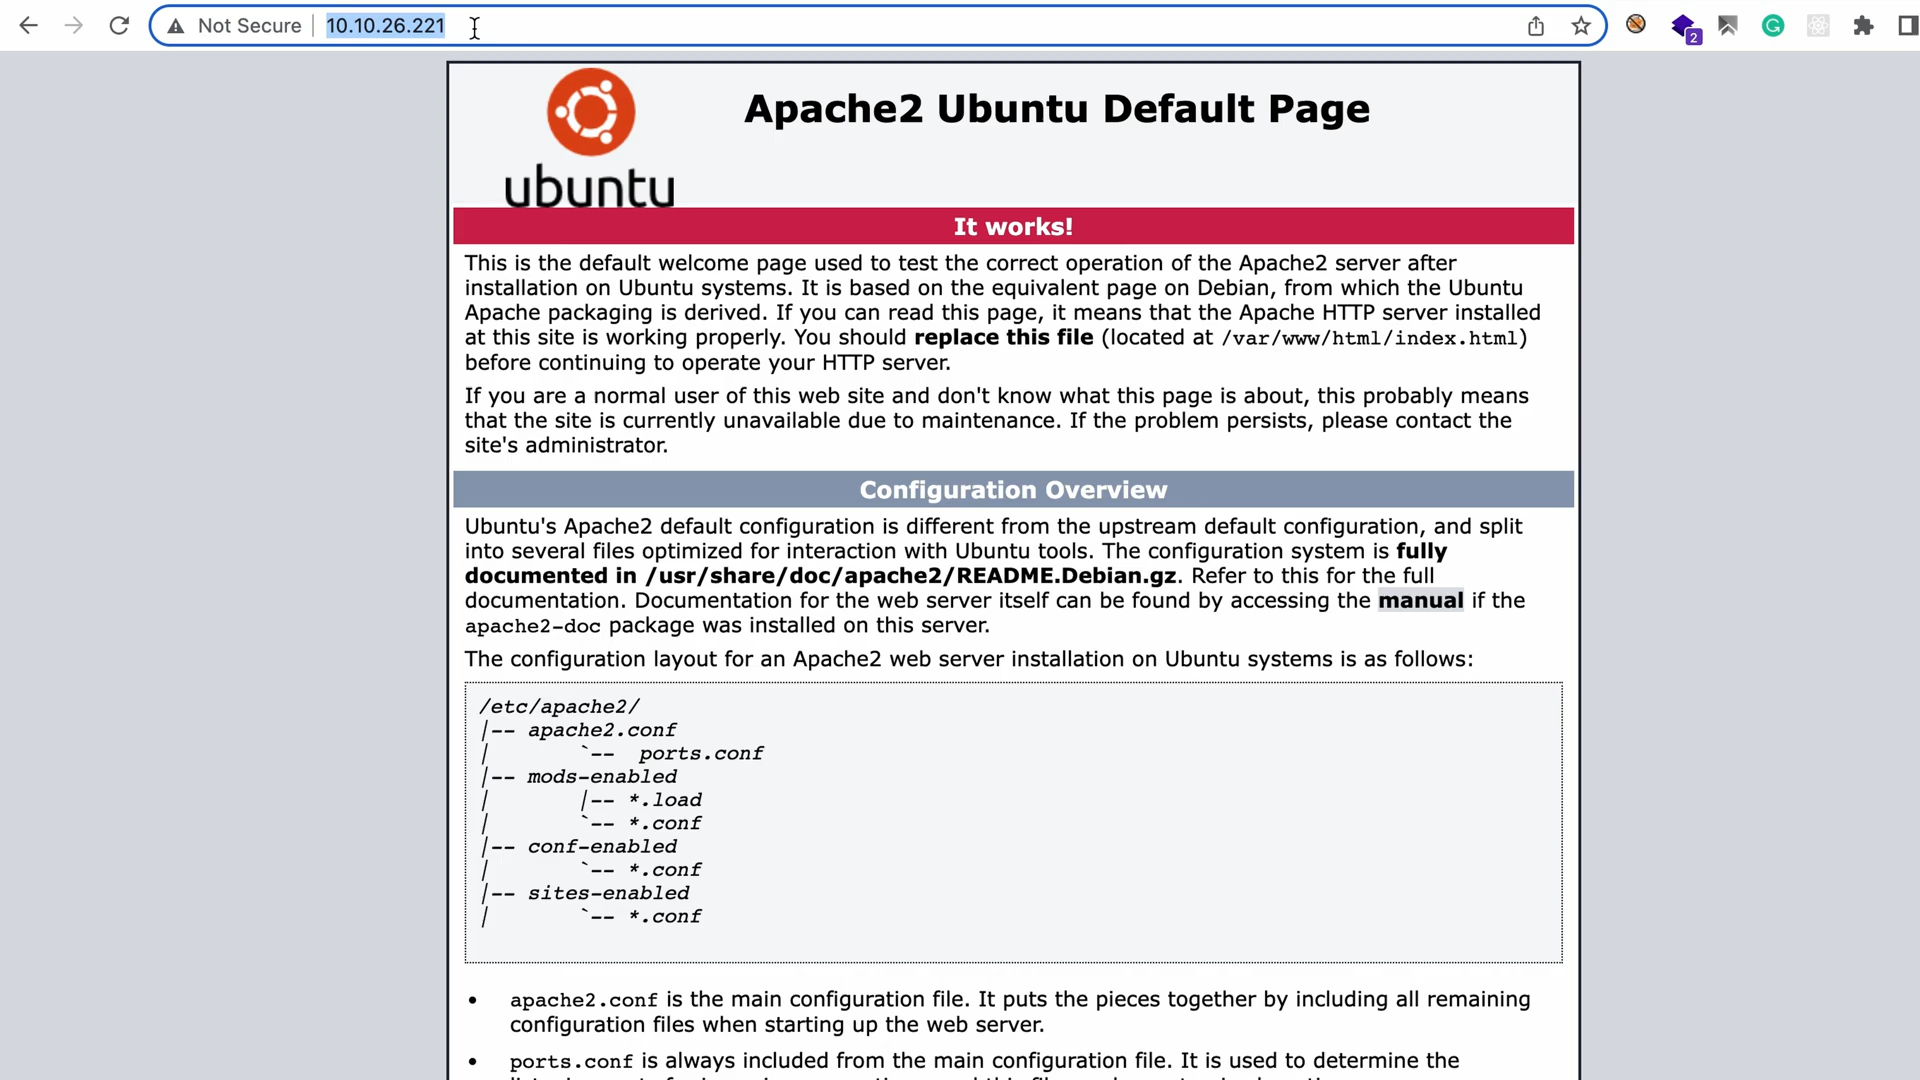 Not Secure | 10.10.26.221
2
ubuntu
Apache2 Ubuntu Default Page
It works!
This is the default welcome page used to test the correct operation of the Apache2 server after
installation on Ubuntu systems. It is based on the equivalent page on Debian, from which the Ubuntu
Apache packaging is derived. If you can read this page, it means that the Apache HTTP server installed
at this site is working properly. You should replace this file (located at /var/www/html/index.html)
before continuing to operate your HTTP server.
If you are a normal user of this web site and don't know what this page is about, this probably means
that the site is currently unavailable due to maintenance. If the problem persists, please contact the
site's administrator.
Configuration Overview
Ubuntu's Apache2 default configuration is different from the upstream default configuration, and split
into several files optimized for interaction with Ubuntu tools. The configuration system is fully
documented in /usr/share/doc/apache2/README.Debian.gz. Refer to this for the full
documentation. Documentation for the web server itself can be found by accessing the manual if the
apache2-doc package was installed on this server.
The configuration layout for an Apache2 web server installation on Ubuntu systems is as follows:
/etc/apache2/
|-- apache2.conf
|       `--  ports.conf
|-- mods-enabled
|       |-- *.load
|       `-- *.conf
|-- conf-enabled
|       `-- *.conf
|-- sites-enabled
|       `-- *.conf
• apache2.conf is the main configuration file. It puts the pieces together by including all remaining
configuration files when starting up the web server.
• ports.conf is always included from the main configuration file. It is used to determine the